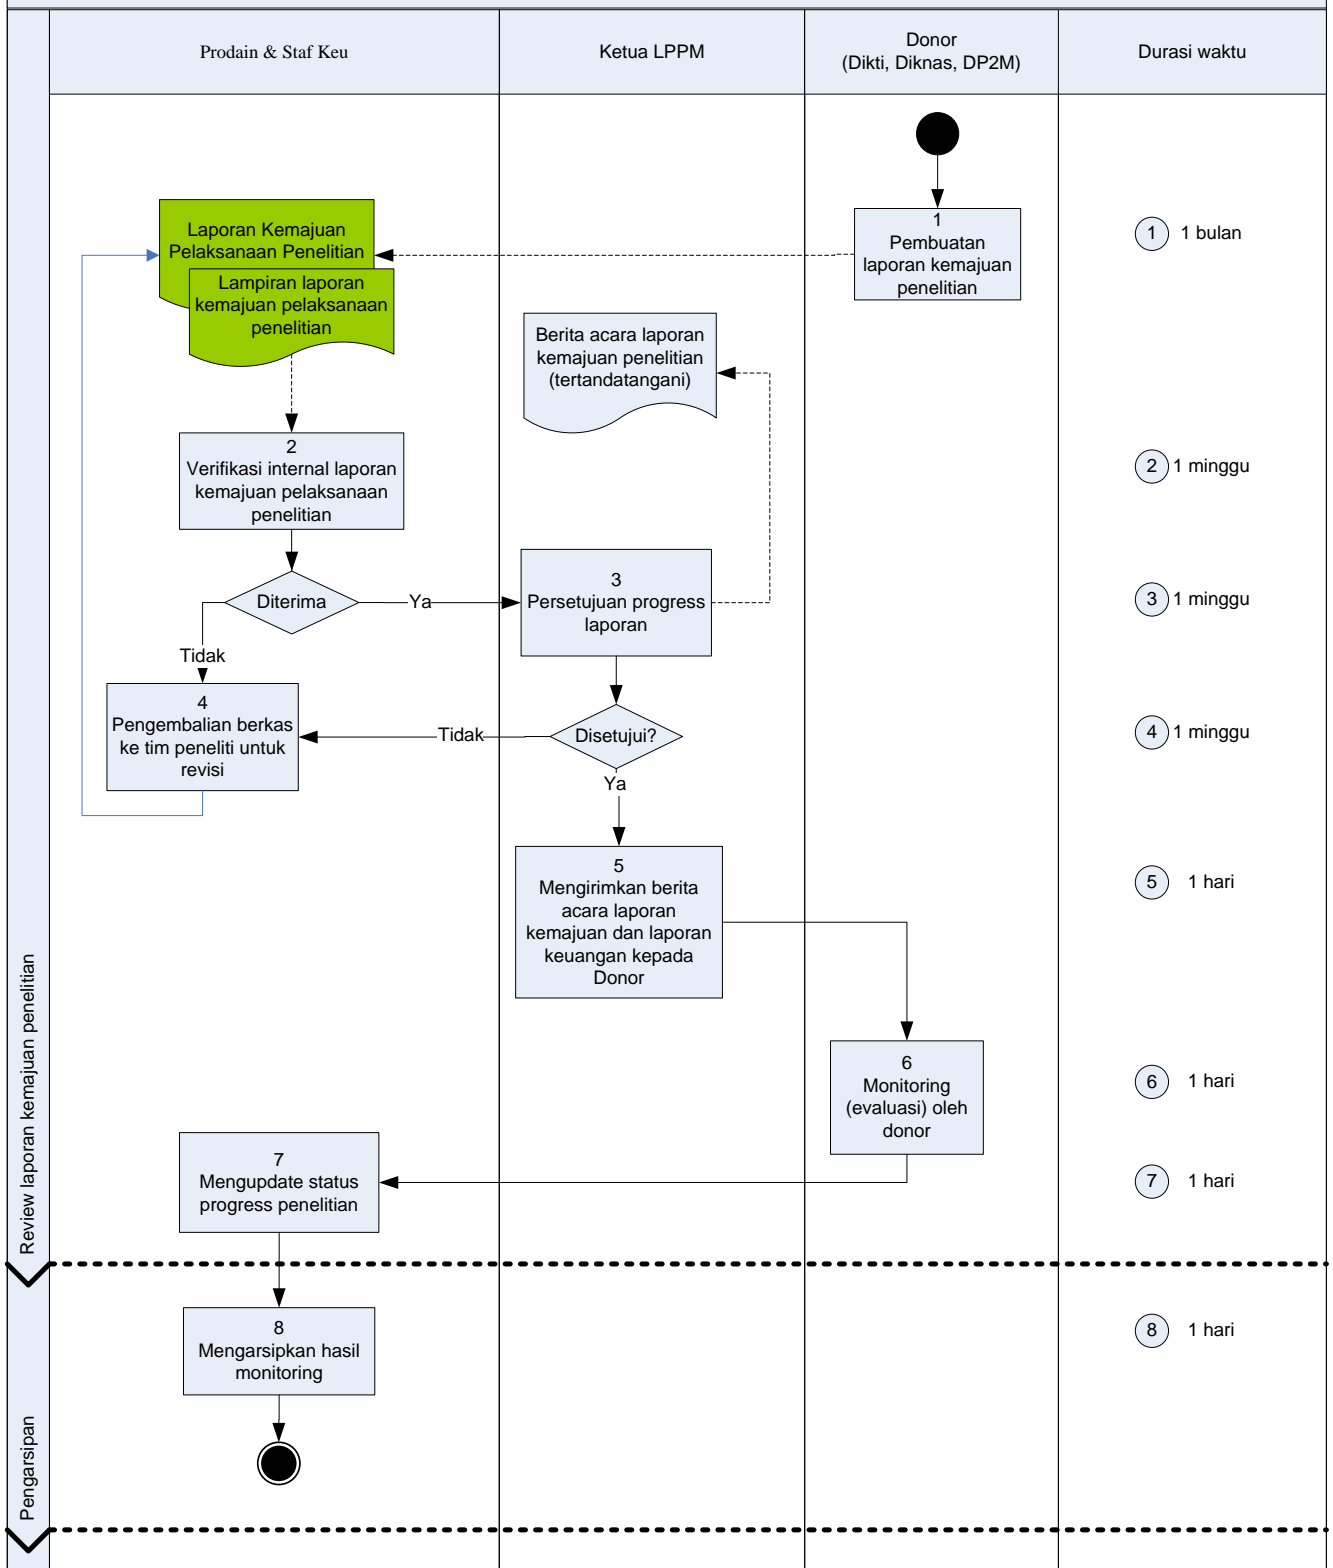 Prodain & Staf Keu
Ketua LPPM
Donor
(Dikti, Diknas, DP2M)
Durasi waktu
Laporan Kemajuan
Pelaksanaan Penelitian
Lampiran laporan
kemajuan pelaksanaan
penelitian
1
Pembuatan
laporan kemajuan
penelitian
1 1 bulan
Berita acara laporan
kemajuan penelitian
(tertandatangani)
2
Verifikasi internal laporan
kemajuan pelaksanaan
penelitian
2 1 minggu
Diterima
Ya
Tidak
3
Persetujuan progress
laporan
3 1 minggu
4
Pengembalian berkas
ke tim peneliti untuk
revisi
Tidak
Disetujui?
Ya
4 1 minggu
5
Mengirimkan berita
acara laporan
kemajuan dan laporan
keuangan kepada
Donor
5 1 hari
6
Monitoring
(evaluasi) oleh
donor
6 1 hari
7
Mengupdate status
progress penelitian
7 1 hari
Review laporan kemajuan penelitian
8
Mengarsipkan hasil
monitoring
8 1 hari
Pengarsipan